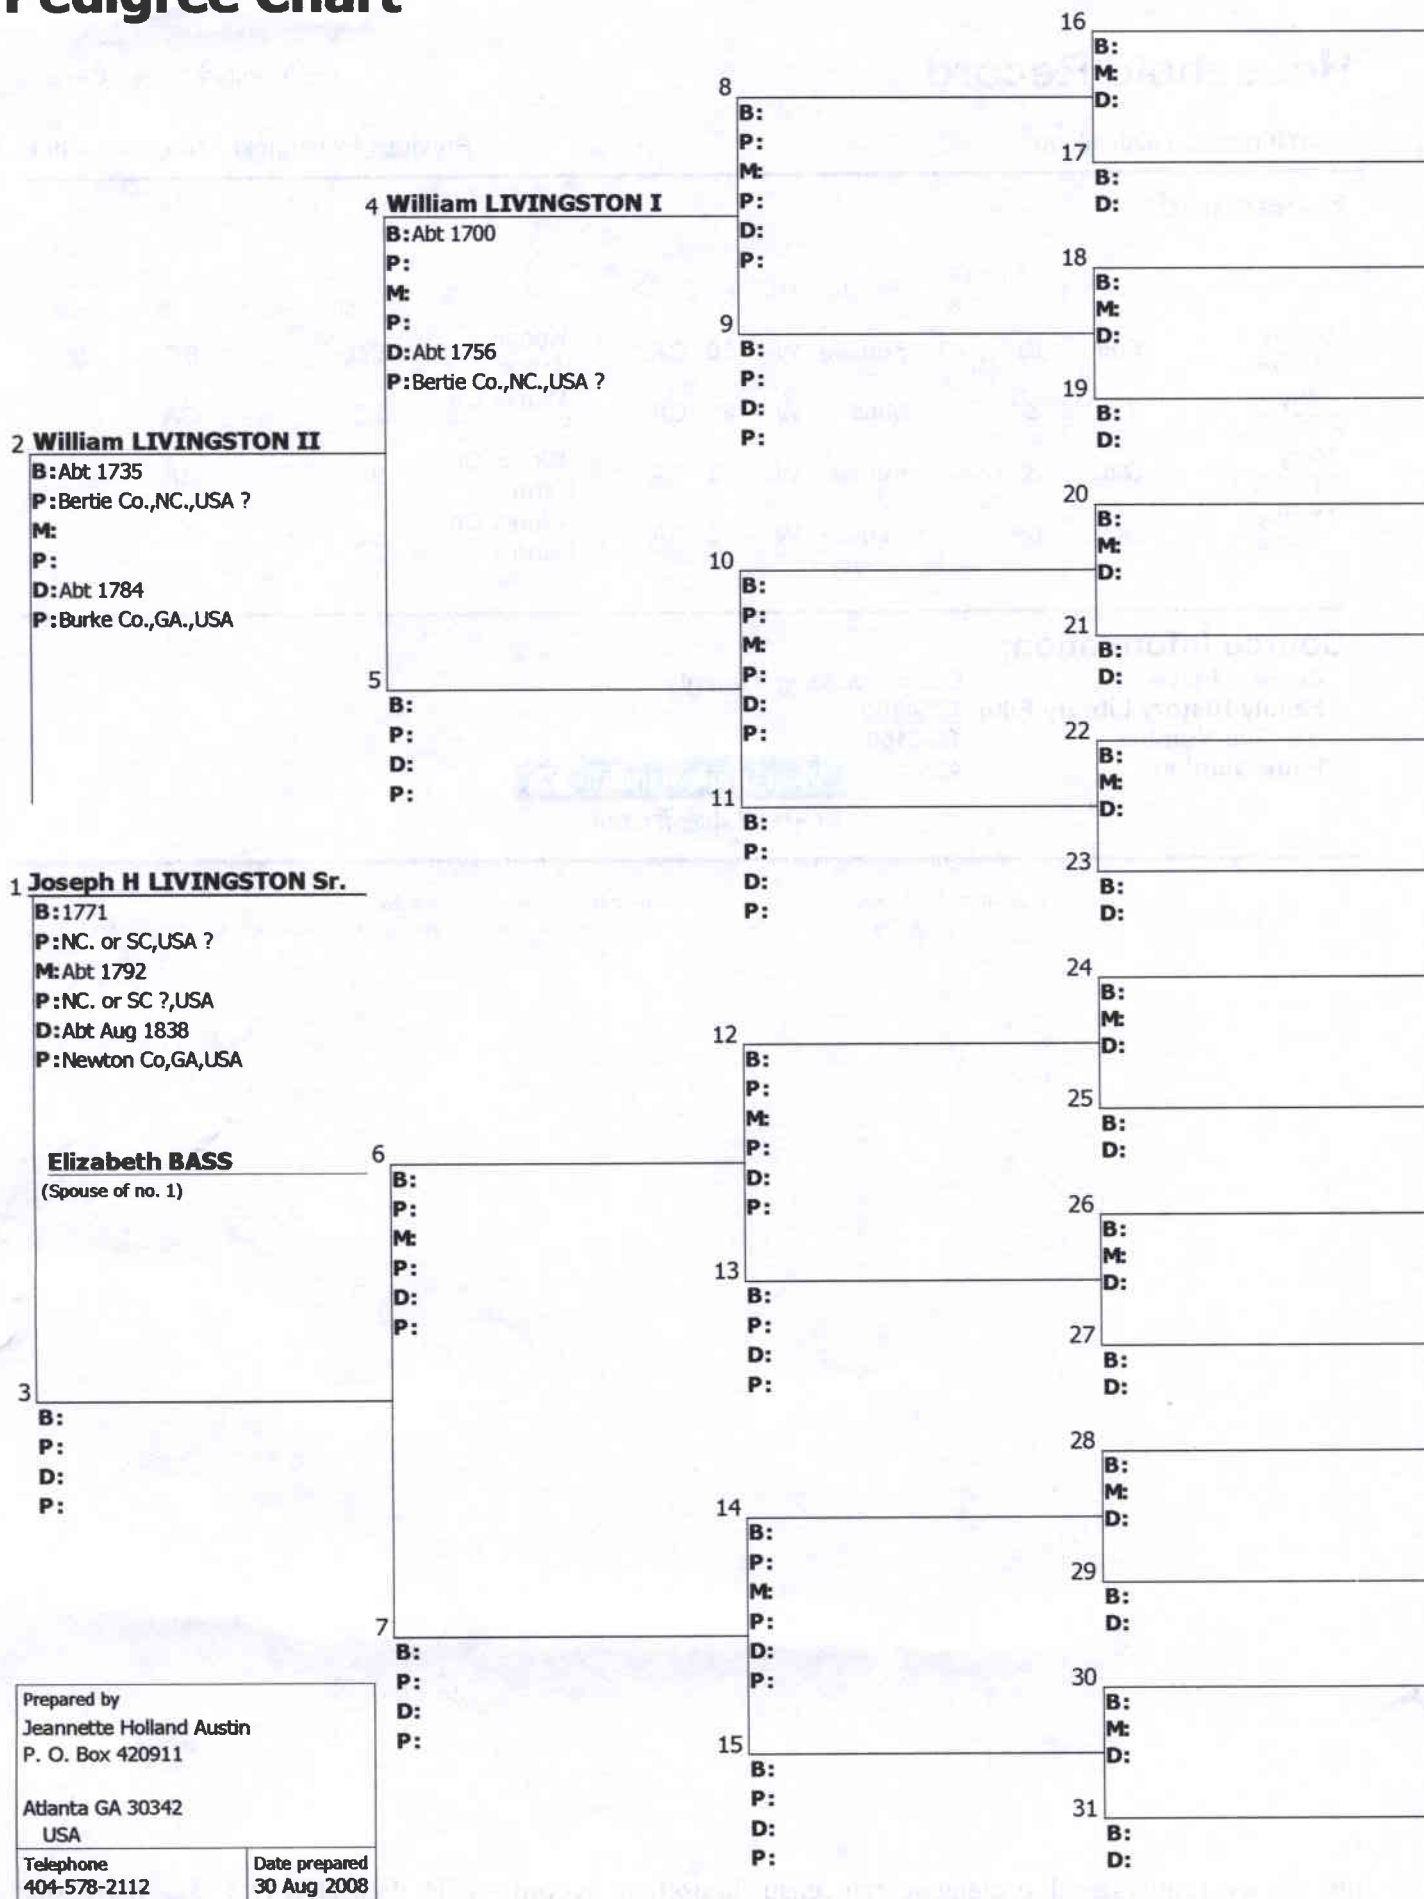 Pedigree Chart
2 William LIVINGSTON II
B:Abt 1735
P:Bertie Co.,NC.,USA ?
M:
P:
D:Abt 1784
P:Burke Co.,GA.,USA
1 Joseph H LIVINGSTON Sr.
B:1771
P:NC. or SC,USA ?
M:Abt 1792
P:NC. or SC ?,USA
D:Abt Aug 1838
P:Newton Co,GA,USA
Elizabeth BASS
(Spouse of no. 1)
3
B:
P:
D:
P:
4 William LIVINGSTON I
B:Abt 1700
P:
M:
P:
D:Abt 1756
P:Bertie Co.,NC.,USA ?
5
B:
P:
D:
P:
6
B:
P:
M:
P:
D:
P:
7
B:
P:
D:
P:
8
B:
P:
M:
P:
D:
P:
9
B:
P:
D:
P:
10
B:
P:
M:
P:
D:
P:
11
B:
P:
D:
P:
12
B:
P:
M:
P:
D:
P:
13
B:
P:
D:
P:
14
B:
P:
M:
P:
D:
P:
15
B:
P:
D:
P:
16
B:
M:
D:
17
B:
D:
18
B:
M:
D:
19
B:
D:
20
B:
M:
D:
21
B:
D:
22
B:
M:
D:
23
B:
D:
24
B:
M:
D:
25
B:
D:
26
B:
M:
D:
27
B:
D:
28
B:
M:
D:
29
B:
D:
30
B:
M:
D:
31
B:
D:
Prepared by
Jeannette Holland Austin
P. O. Box 420911
Atlanta GA 30342
USA
Telephone
404-578-2112
Date prepared
30 Aug 2008